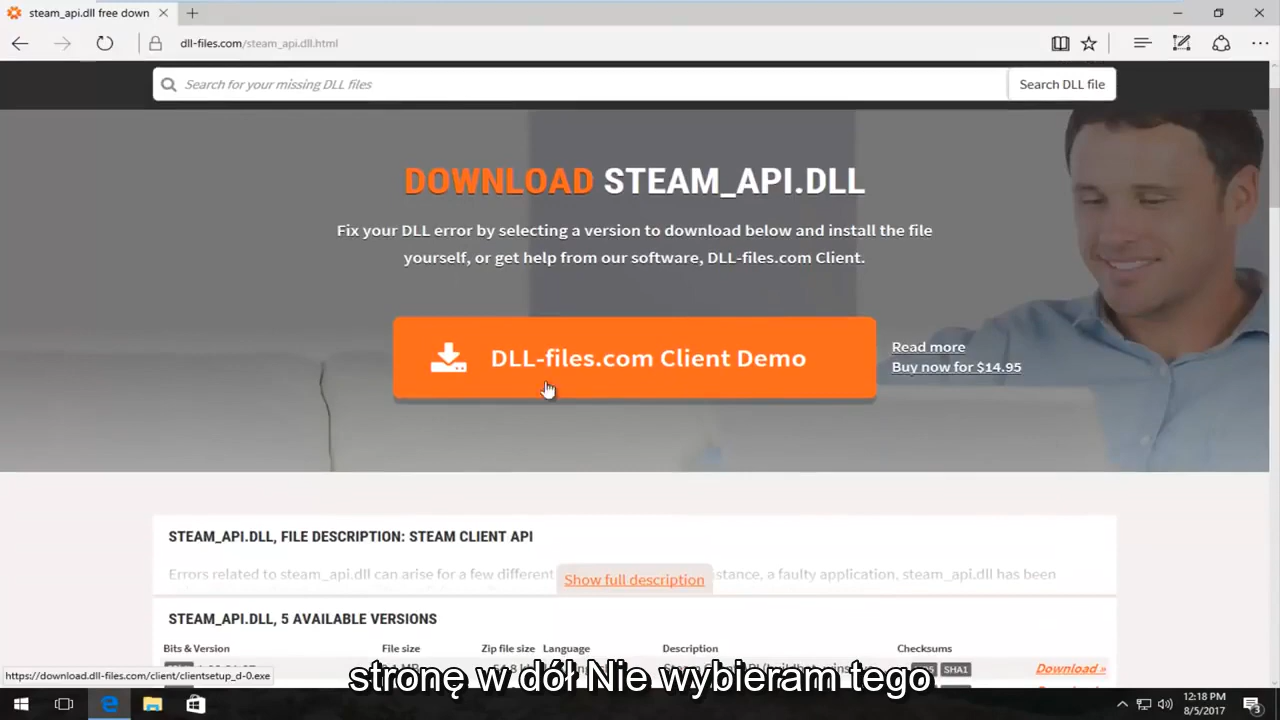 steam_api.dll free down
dll-files.com/steam_api.dll.html
Search for your missing DLL files
Search DLL file
DOWNLOAD STEAM_API.DLL
Fix your DLL error by selecting a version to download below and install the file
yourself, or get help from our software, DLL-files.com Client.
DLL-files.com Client Demo
Read more
Buy now for $14.95
STEAM_API.DLL, FILE DESCRIPTION: STEAM CLIENT API
Errors related to steam_api.dll can arise for a few different
Show full description
a faulty application, steam_api.dll has been
STEAM_API.DLL, 5 AVAILABLE VERSIONS
Bits & Version File size Zip file size Language Description Checksums
SHA1 Download »
https://download.dll-files.com/client/clientsetup_d-0.exe
stronę w dół Nie wybieram tego
12:18 PM
8/5/2017
3